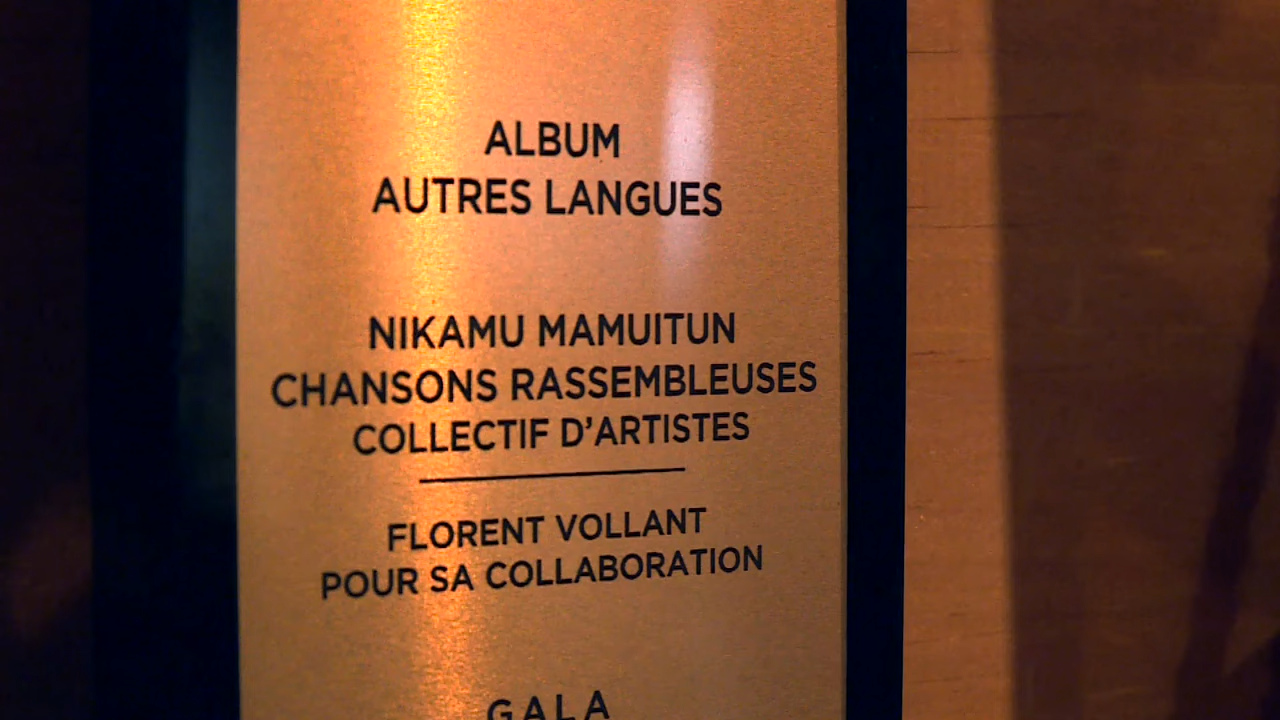 ALBUM
AUTRES LANGUES
NIKAMU MAMUITUN
CHANSONS RASSEMBLEUSES
COLLECTIF D'ARTISTES
FLORENT VOLLANT
POUR SA COLLABORATION
GALA